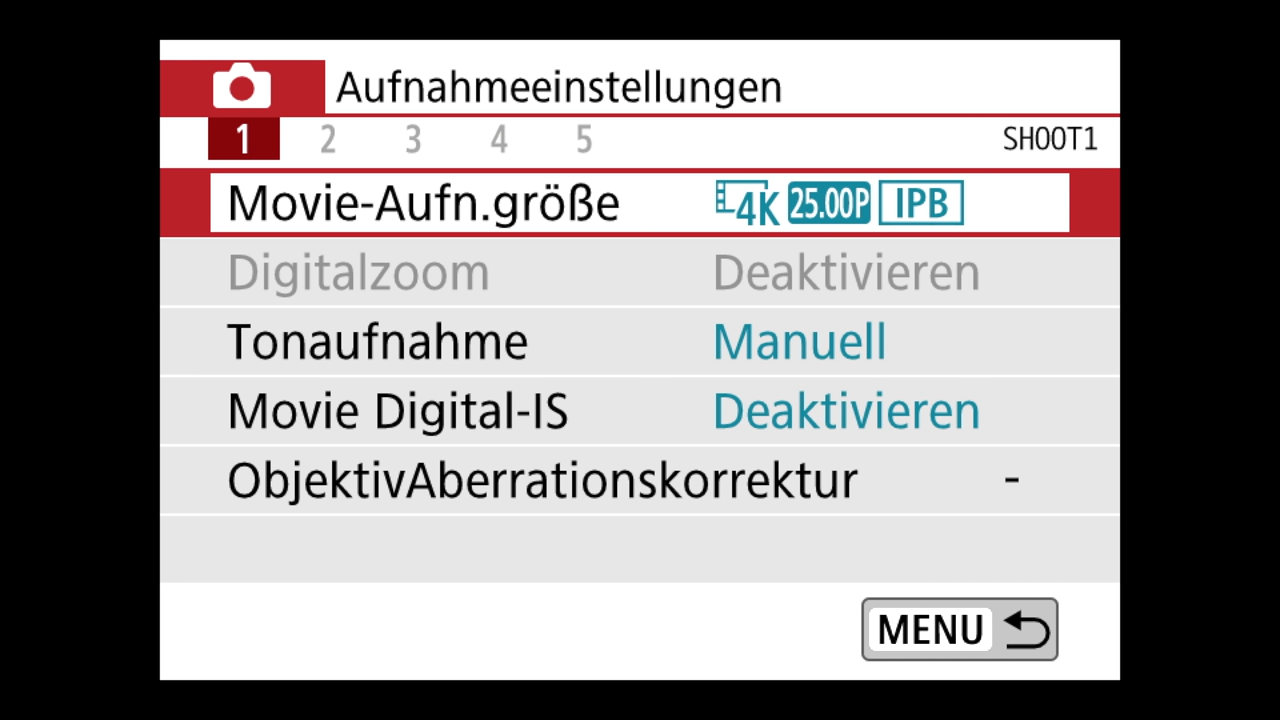 Aufnahmeeinstellungen
1 2 3 4 5 SHOOT1
Movie-Aufn.größe 4K 25.00P IPB
Digitalzoom Deaktivieren
Tonaufnahme Manuell
Movie Digital-IS Deaktivieren
ObjektivAberrationskorrektur -
MENU